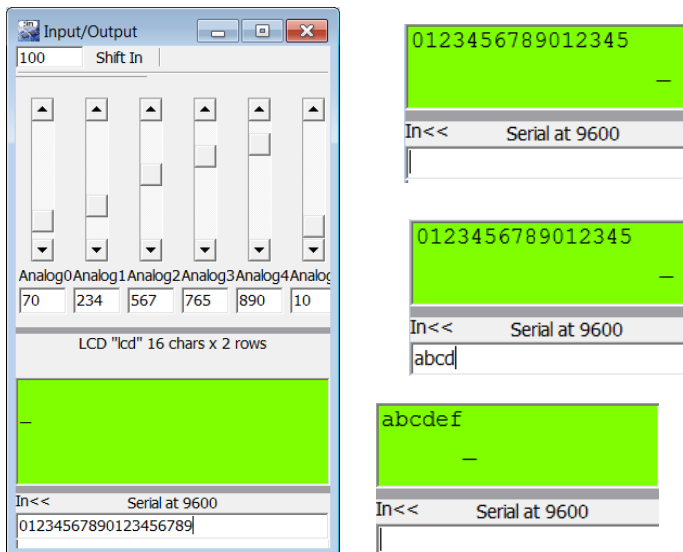 Input/Output
100 Shift In
Analog0 Analog1 Analog2 Analog3 Analog4 Analog
70 234 567 765 890 10
LCD "lcd" 16 chars x 2 rows
_
In<< Serial at 9600
01234567890123456789
0123456789012345
_
In<< Serial at 9600
0123456789012345
_
In<< Serial at 9600
abcd
abcdef
_
In<< Serial at 9600